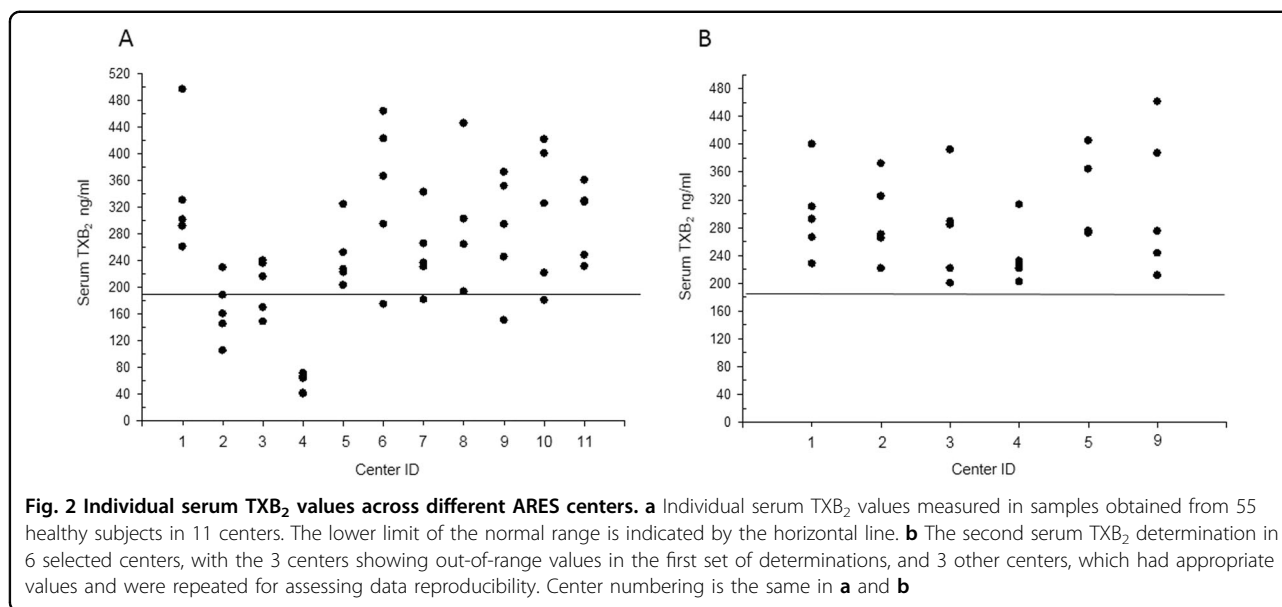 A
B
520
480
440
400
360
320
280
240
200
160
120
80
40
0
Serum TXB₂ ng/ml
1 2 3 4 5 6 7 8 9 10 11
Center ID
480
440
400
360
320
280
240
200
160
120
80
40
0
Serum TXB₂ ng/ml
1 2 3 4 5 9
Center ID
Fig. 2 Individual serum TXB₂ values across different ARES centers. a Individual serum TXB₂ values measured in samples obtained from 55
healthy subjects in 11 centers. The lower limit of the normal range is indicated by the horizontal line. b The second serum TXB₂ determination in
6 selected centers, with the 3 centers showing out-of-range values in the first set of determinations, and 3 other centers, which had appropriate
values and were repeated for assessing data reproducibility. Center numbering is the same in a and b